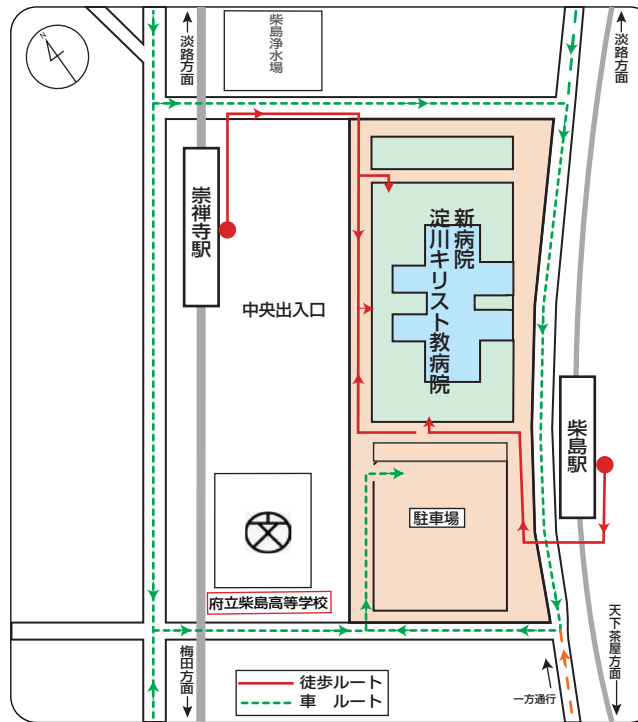 淡路方面
柴島浄水場
淡路方面
N
崇禅寺駅
新病院
淀川キリスト教病院
中央出入口
柴島駅
駐車場
文
府立柴島高等学校
梅田方面
徒歩ルート
車 ルート
一方通行
天下茶屋方面